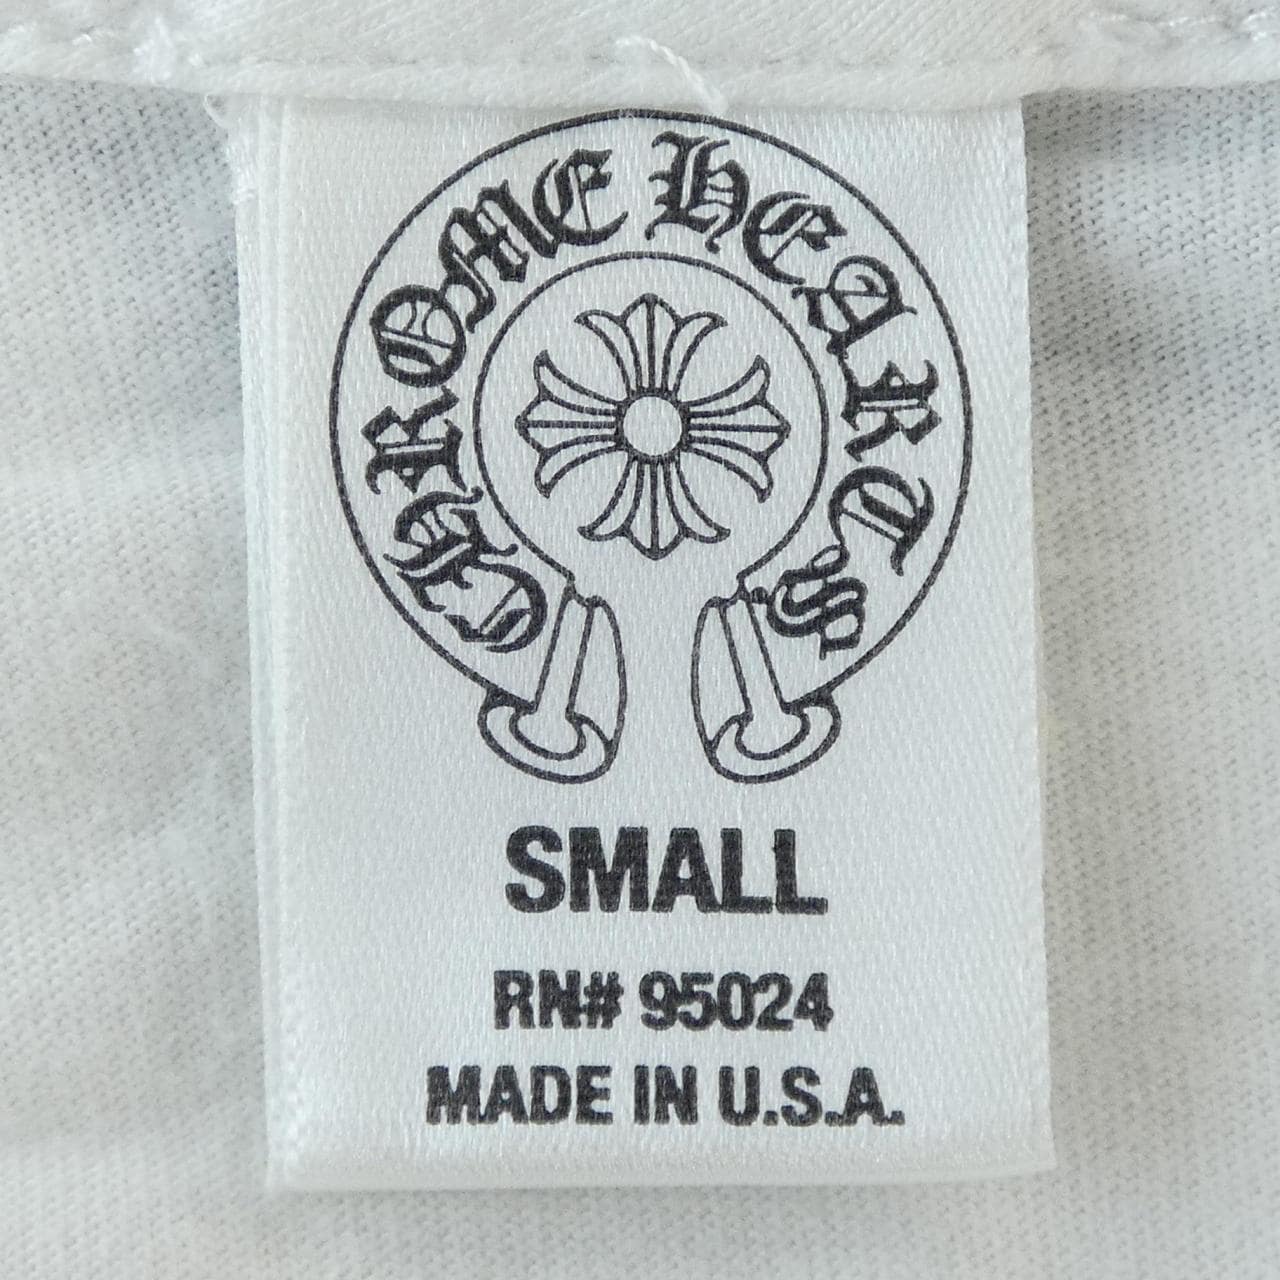 CHROME HEARTS
SMALL
RN# 95024
MADE IN U.S.A.